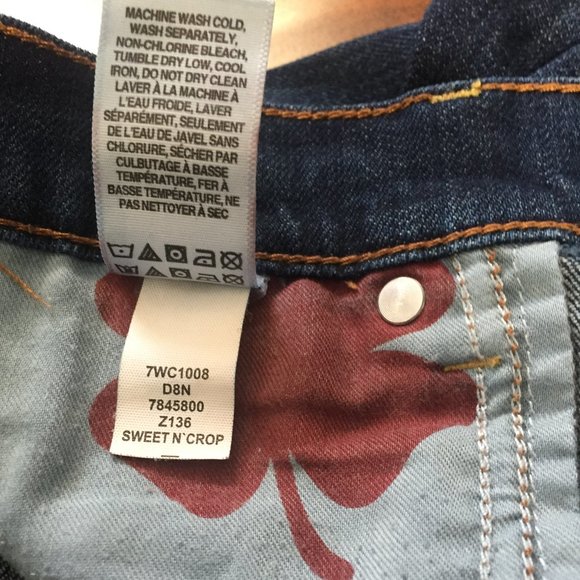 MACHINE WASH COLD,
WASH SEPARATELY,
NON-CHLORINE BLEACH,
TUMBLE DRY LOW, COOL
IRON, DO NOT DRY CLEAN
LAVER À LA MACHINE À
L'EAU FROIDE, LAVER
SÉPARÉMENT, SEULEMENT
DE L'EAU DE JAVEL SANS
CHLORURE, SÉCHER PAR
CULBUTAGE À BASSE
TEMPÉRATURE, FER À
BASSE TEMPÉRATURE, NE
PAS NETTOYER À SEC
7WC1008
D8N
7845800
Z136
SWEET N`CROP